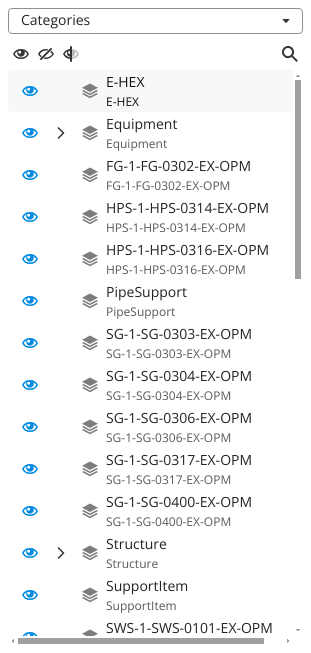 Categories
E-HEX
E-HEX
Equipment
Equipment
FG-1-FG-0302-EX-OPM
FG-1-FG-0302-EX-OPM
HPS-1-HPS-0314-EX-OPM
HPS-1-HPS-0314-EX-OPM
HPS-1-HPS-0316-EX-OPM
HPS-1-HPS-0316-EX-OPM
PipeSupport
PipeSupport
SG-1-SG-0303-EX-OPM
SG-1-SG-0303-EX-OPM
SG-1-SG-0304-EX-OPM
SG-1-SG-0304-EX-OPM
SG-1-SG-0306-EX-OPM
SG-1-SG-0306-EX-OPM
SG-1-SG-0317-EX-OPM
SG-1-SG-0317-EX-OPM
SG-1-SG-0400-EX-OPM
SG-1-SG-0400-EX-OPM
Structure
Structure
SupportItem
SupportItem
SWS-1-SWS-0101-EX-OPM